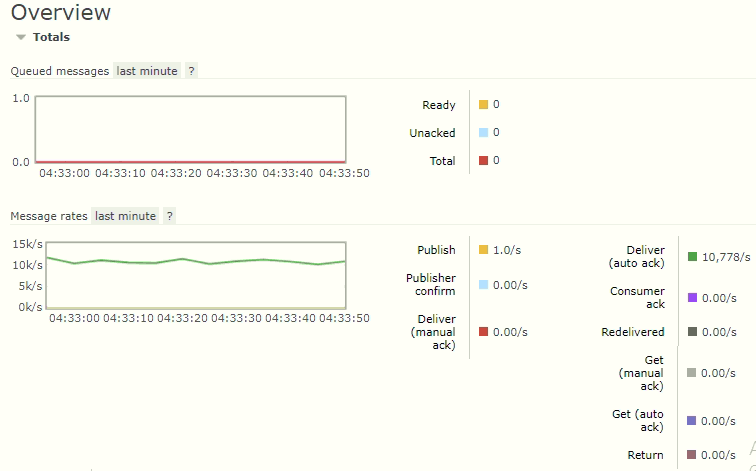 Overview
Totals
Queued messages last minute ?
1.0
0.0
04:33:00 04:33:10 04:33:20 04:33:30 04:33:40 04:33:50
Ready 0
Unacked 0
Total 0
Message rates last minute ?
15k/s
10k/s
5k/s
0k/s
04:33:00 04:33:10 04:33:20 04:33:30 04:33:40 04:33:50
Publish 1.0/s
Publisher
confirm 0.00/s
Deliver
(manual
ack) 0.00/s
Deliver
(auto ack) 10,778/s
Consumer
ack 0.00/s
Redelivered 0.00/s
Get
(manual
ack) 0.00/s
Get (auto
ack) 0.00/s
Return 0.00/s